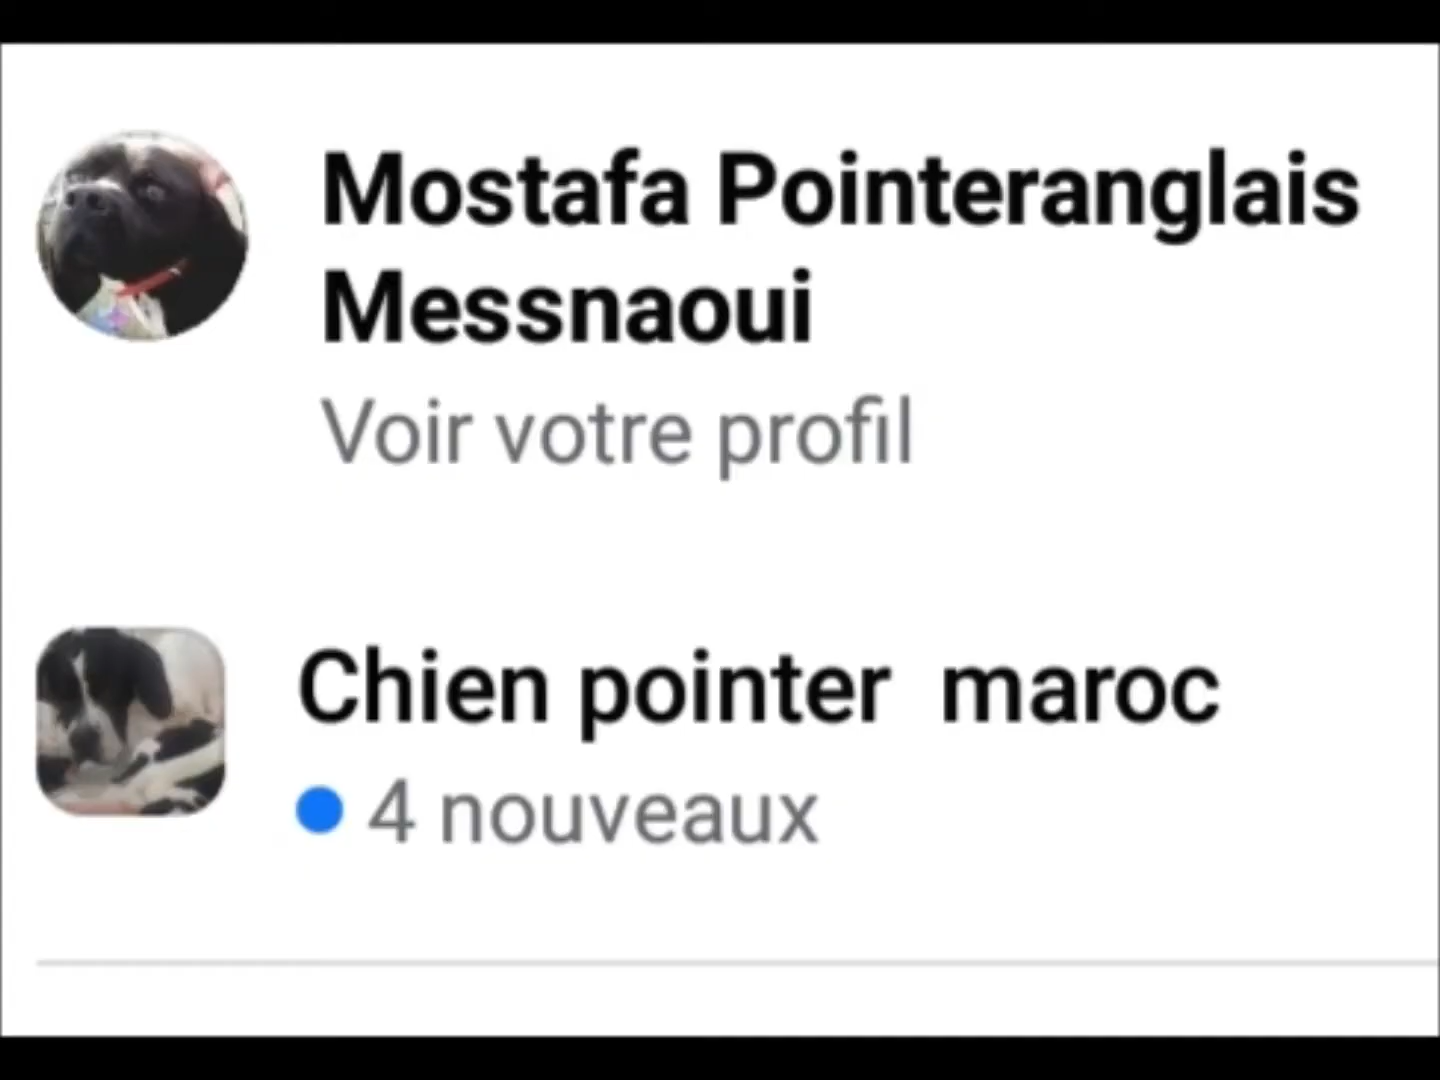 Mostafa Pointeranglais
Messnaoui
Voir votre profil
Chien pointer  maroc
4 nouveaux